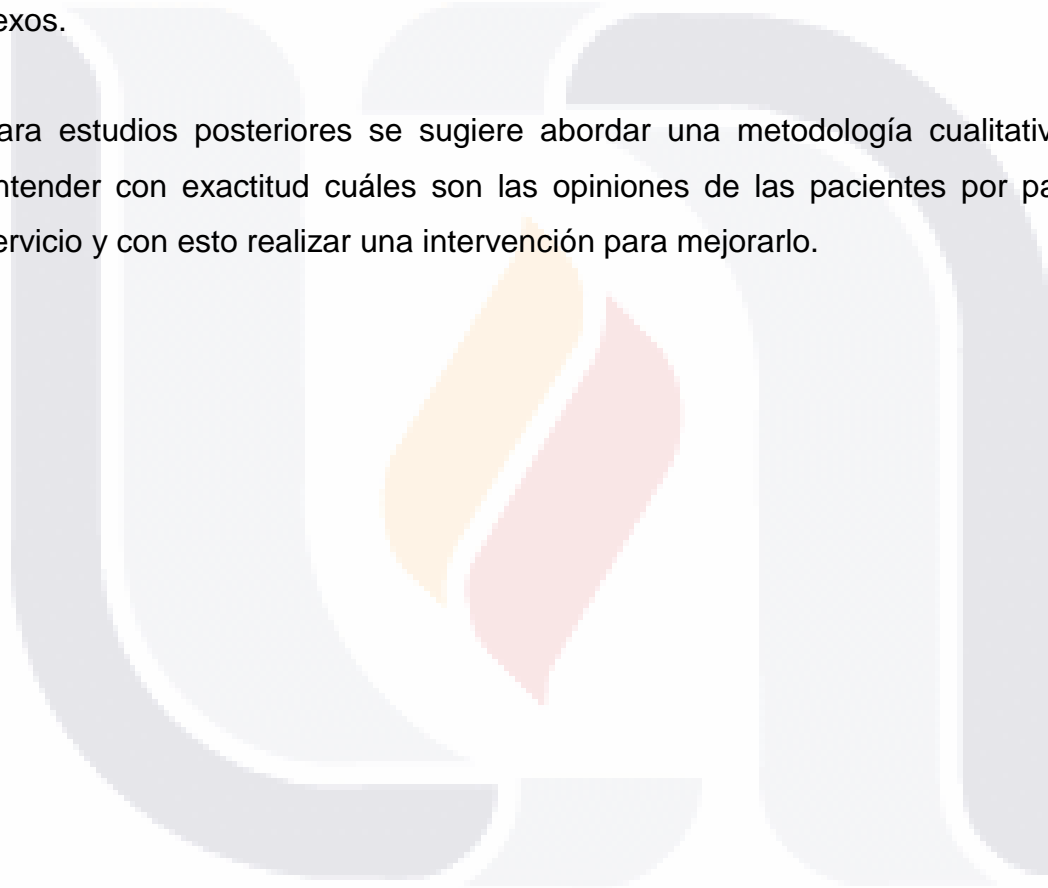 exos.
ara estudios posteriores se sugiere abordar una metodología cualitativ
ntender con exactitud cuáles son las opiniones de las pacientes por pa
ervicio y con esto realizar una intervención para mejorarlo.